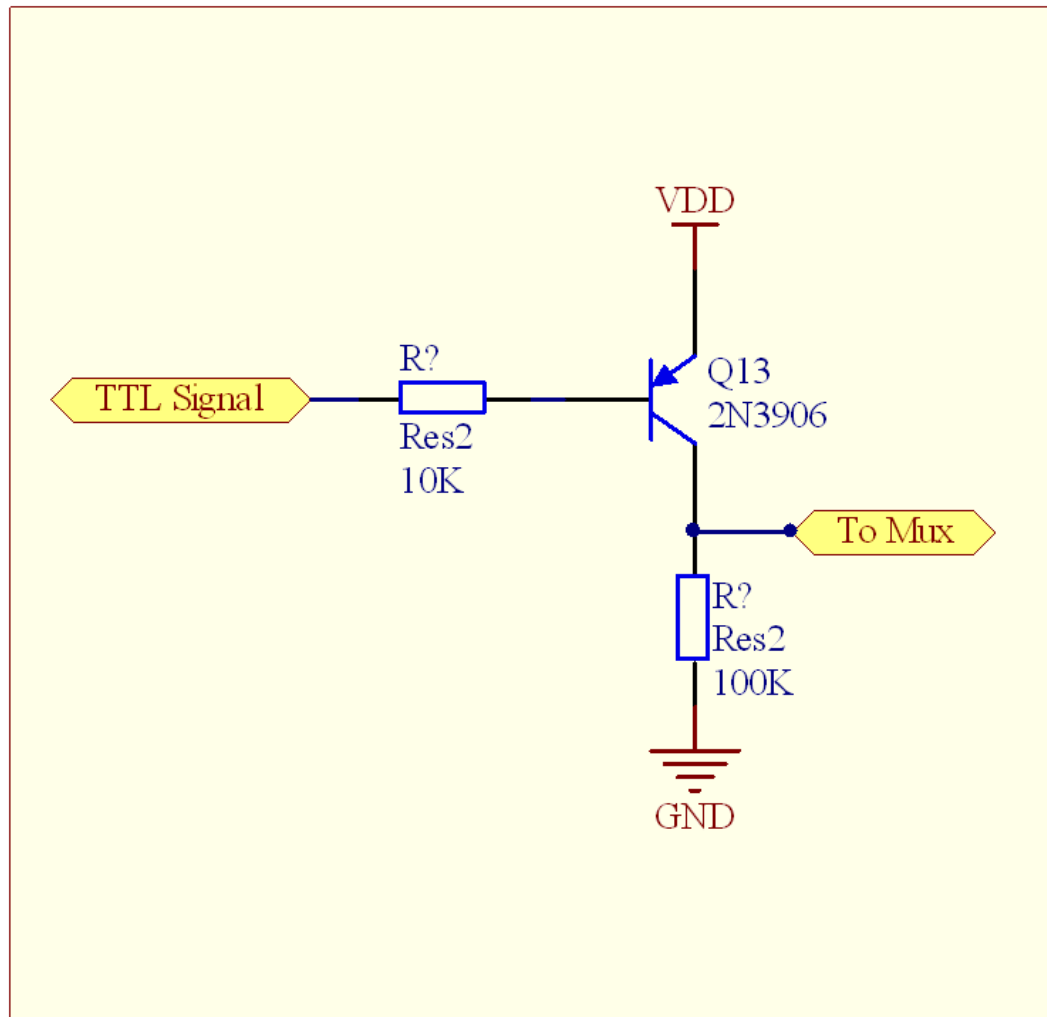 VDD
R?
Q13
TTL Signal
2N3906
Res2
10K
To Mux
R?
Res2
100K
GND